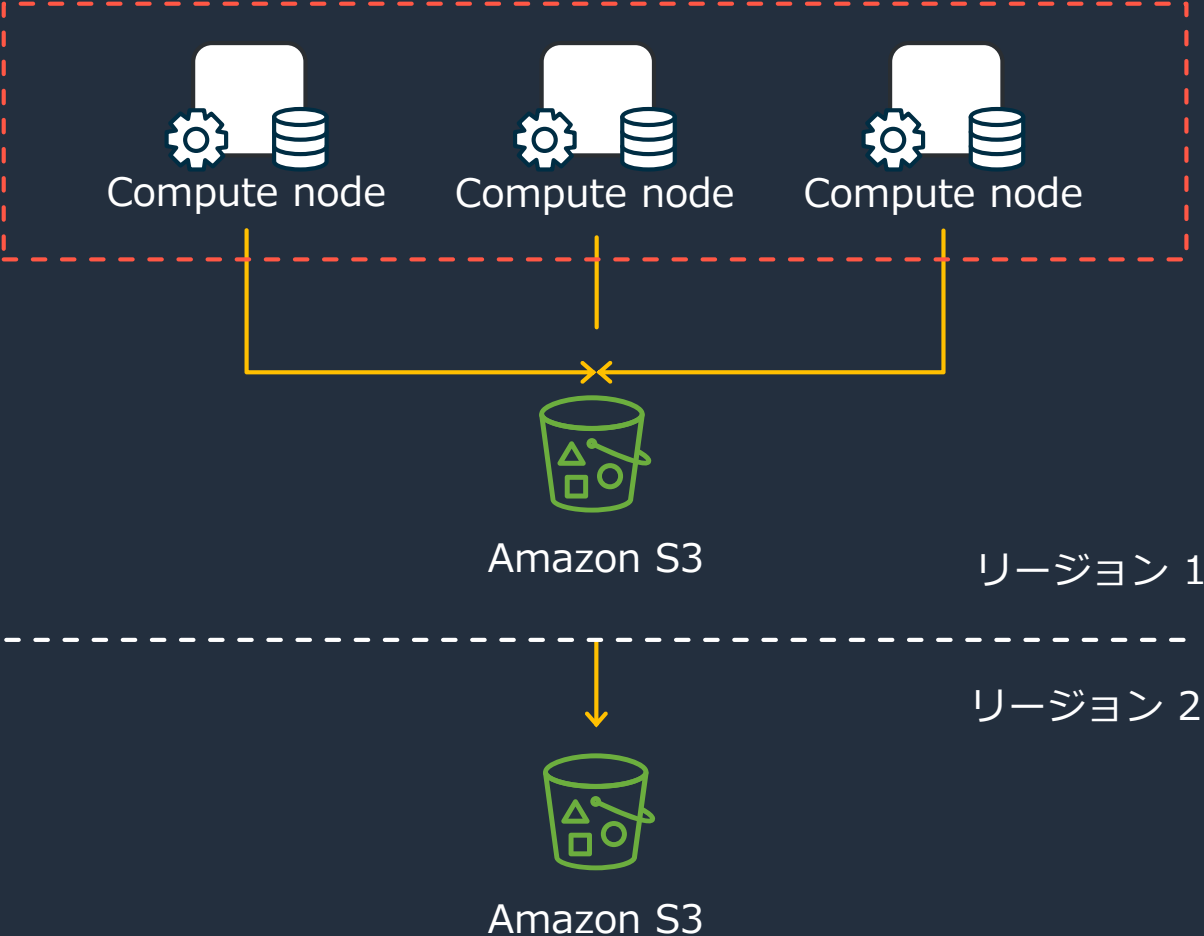 Compute node
Compute node
Compute node
Amazon S3
リージョン 1
リージョン 2
Amazon S3